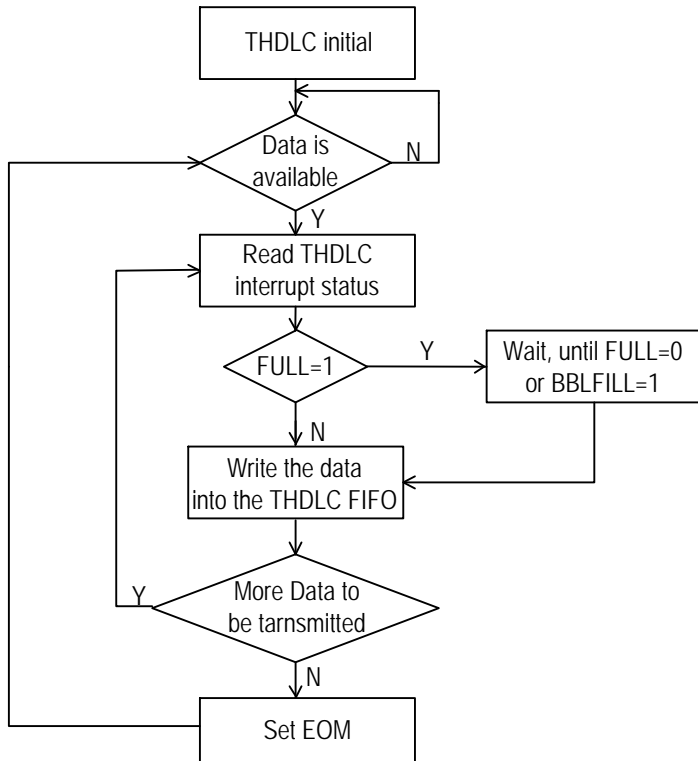 THDLC initial
Data is
available
N
Y
Read THDLC
interrupt status
FULL=1
Y
Wait, until FULL=0
or BBLFILL=1
N
Write the data
into the THDLC FIFO
More Data to
be tarnsmitted
Y
N
Set EOM